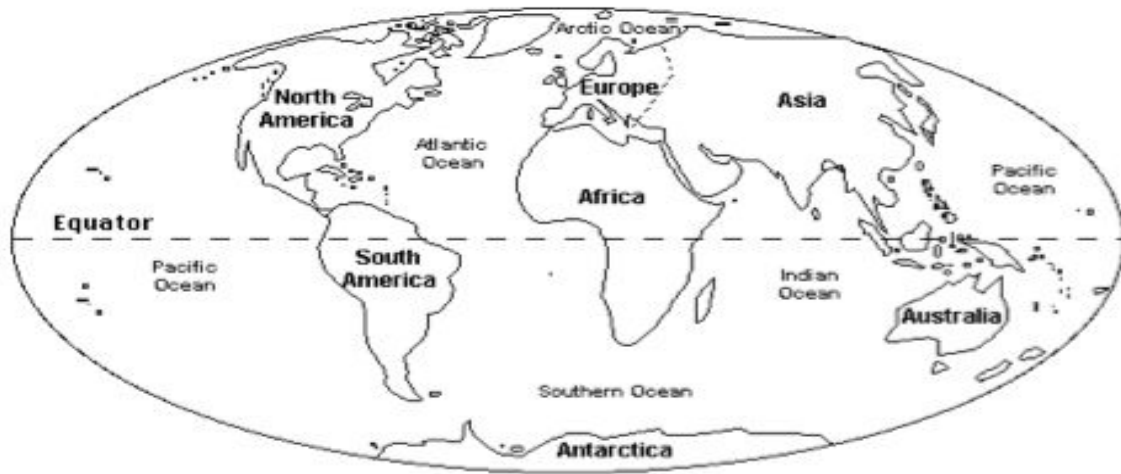 Arctic Ocean
North
America
Europe
Asia
Atlantic
Ocean
Pacific
Ocean
Africa
Equator
South
America
Pacific
Ocean
Indian
Ocean
Australia
Southern Ocean
Antarctica